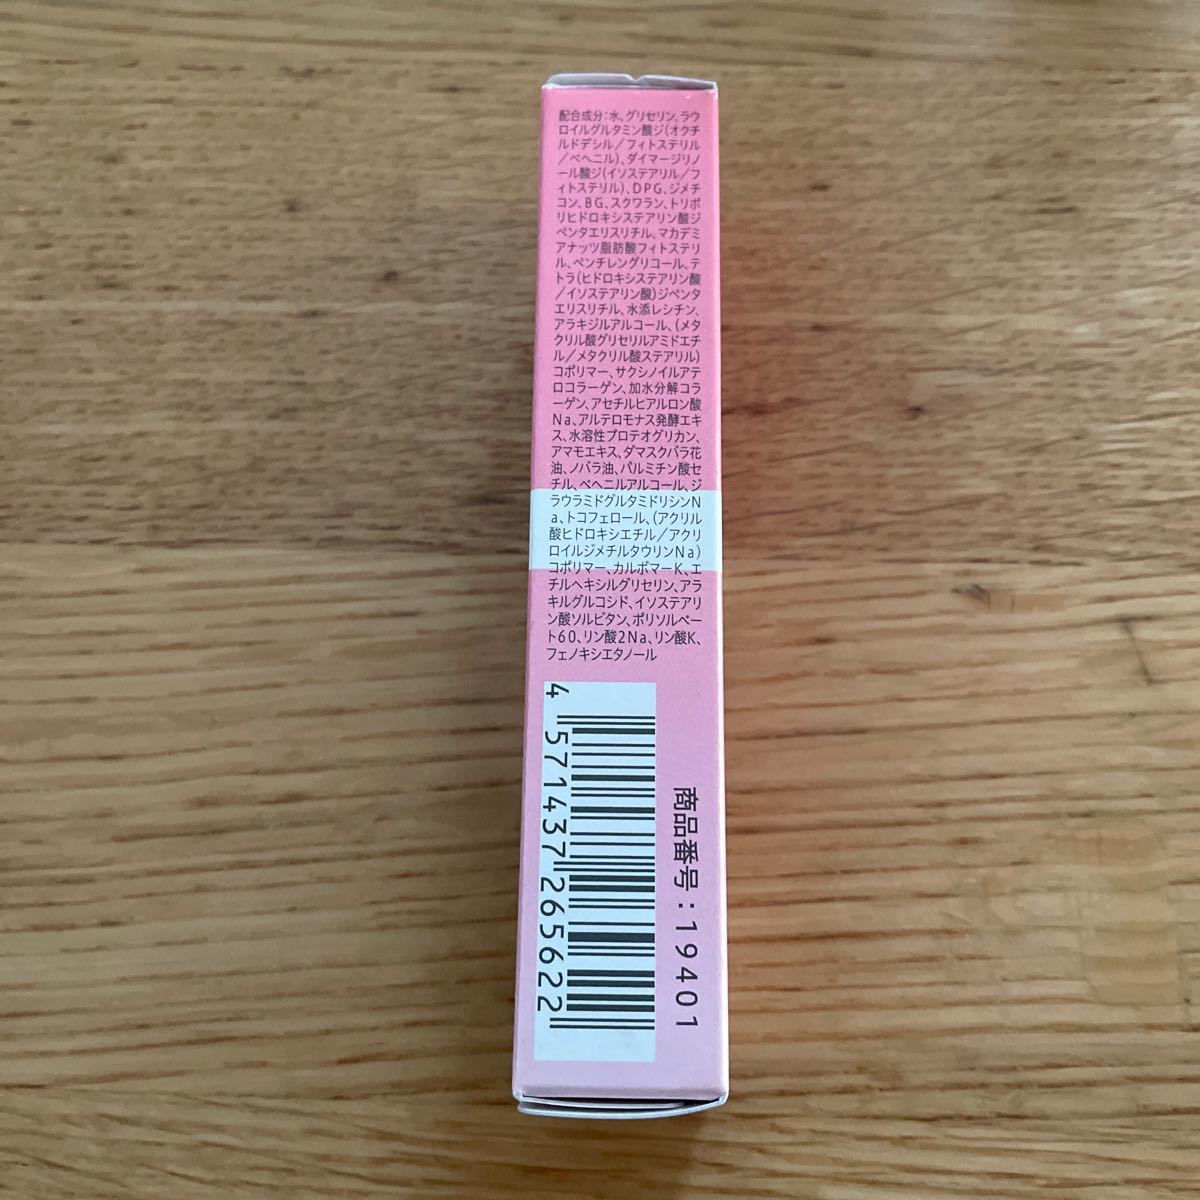 配合成分：水、グリセリン、ラウ
ロイルグルタミン酸ジ(オクチ
ルドデシル／フィトステリル
／ベヘニル)、ダイマージリノ
ール酸ジ(イソステアリル／フ
ィトステリル)、DPG、ジメチ
コン、BG、スクワラン、トリポ
リヒドロキシステアリン酸ジ
ペンタエリスリチル、マカデミ
アナッツ脂肪酸フィトステリ
ル、ペンチレングリコール、テ
トラ(ヒドロキシステアリン酸
／イソステアリン酸)ジペンタ
エリスリチル、水添レシチン、
アラキジルアルコール、(メタ
クリル酸グリセリルアミドエチ
ル／メタクリル酸ステアリル)
コポリマー、サクシノイルアテ
ロコラーゲン、加水分解コラ
ーゲン、アセチルヒアルロン酸
Na、アルテロモナス発酵エキ
ス、水溶性プロテオグリカン、
アマモエキス、ダマスクバラ花
油、ノバラ油、パルミチン酸セ
チル、ベヘニルアルコール、ジ
ラウラミドグルタミドリシンN
a、トコフェロール、(アクリル
酸ヒドロキシエチル／アクリ
ロイルジメチルタウリンNa)
コポリマー、カルボマーK、エ
チルヘキシルグリセリン、アラ
キルグルコシド、イソステアリ
ン酸ソルビタン、ポリソルベー
ト60、リン酸2Na、リン酸K、
フェノキシエタノール
4 571437 265622
商品番号：19401